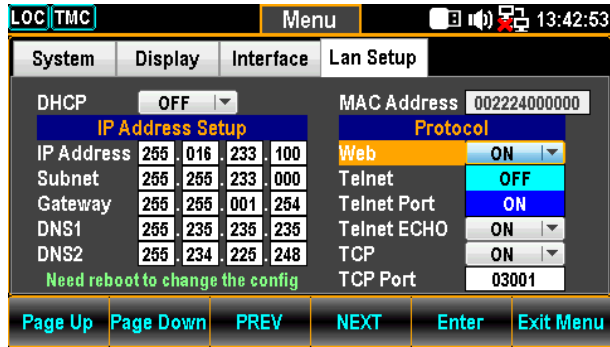 LOC TMC Menu 13:42:53
System Display Interface Lan Setup
DHCP OFF MAC Address 002224000000
IP Address Setup Protocol
IP Address 255.016.233.100 Web ON
Subnet 255.255.233.000 Telnet OFF
Gateway 255.255.001.254 Telnet Port ON
DNS1 255.235.235.235 Telnet ECHO ON
DNS2 255.234.225.248 TCP ON
Need reboot to change the config TCP Port 03001
Page Up Page Down PREV NEXT Enter Exit Menu